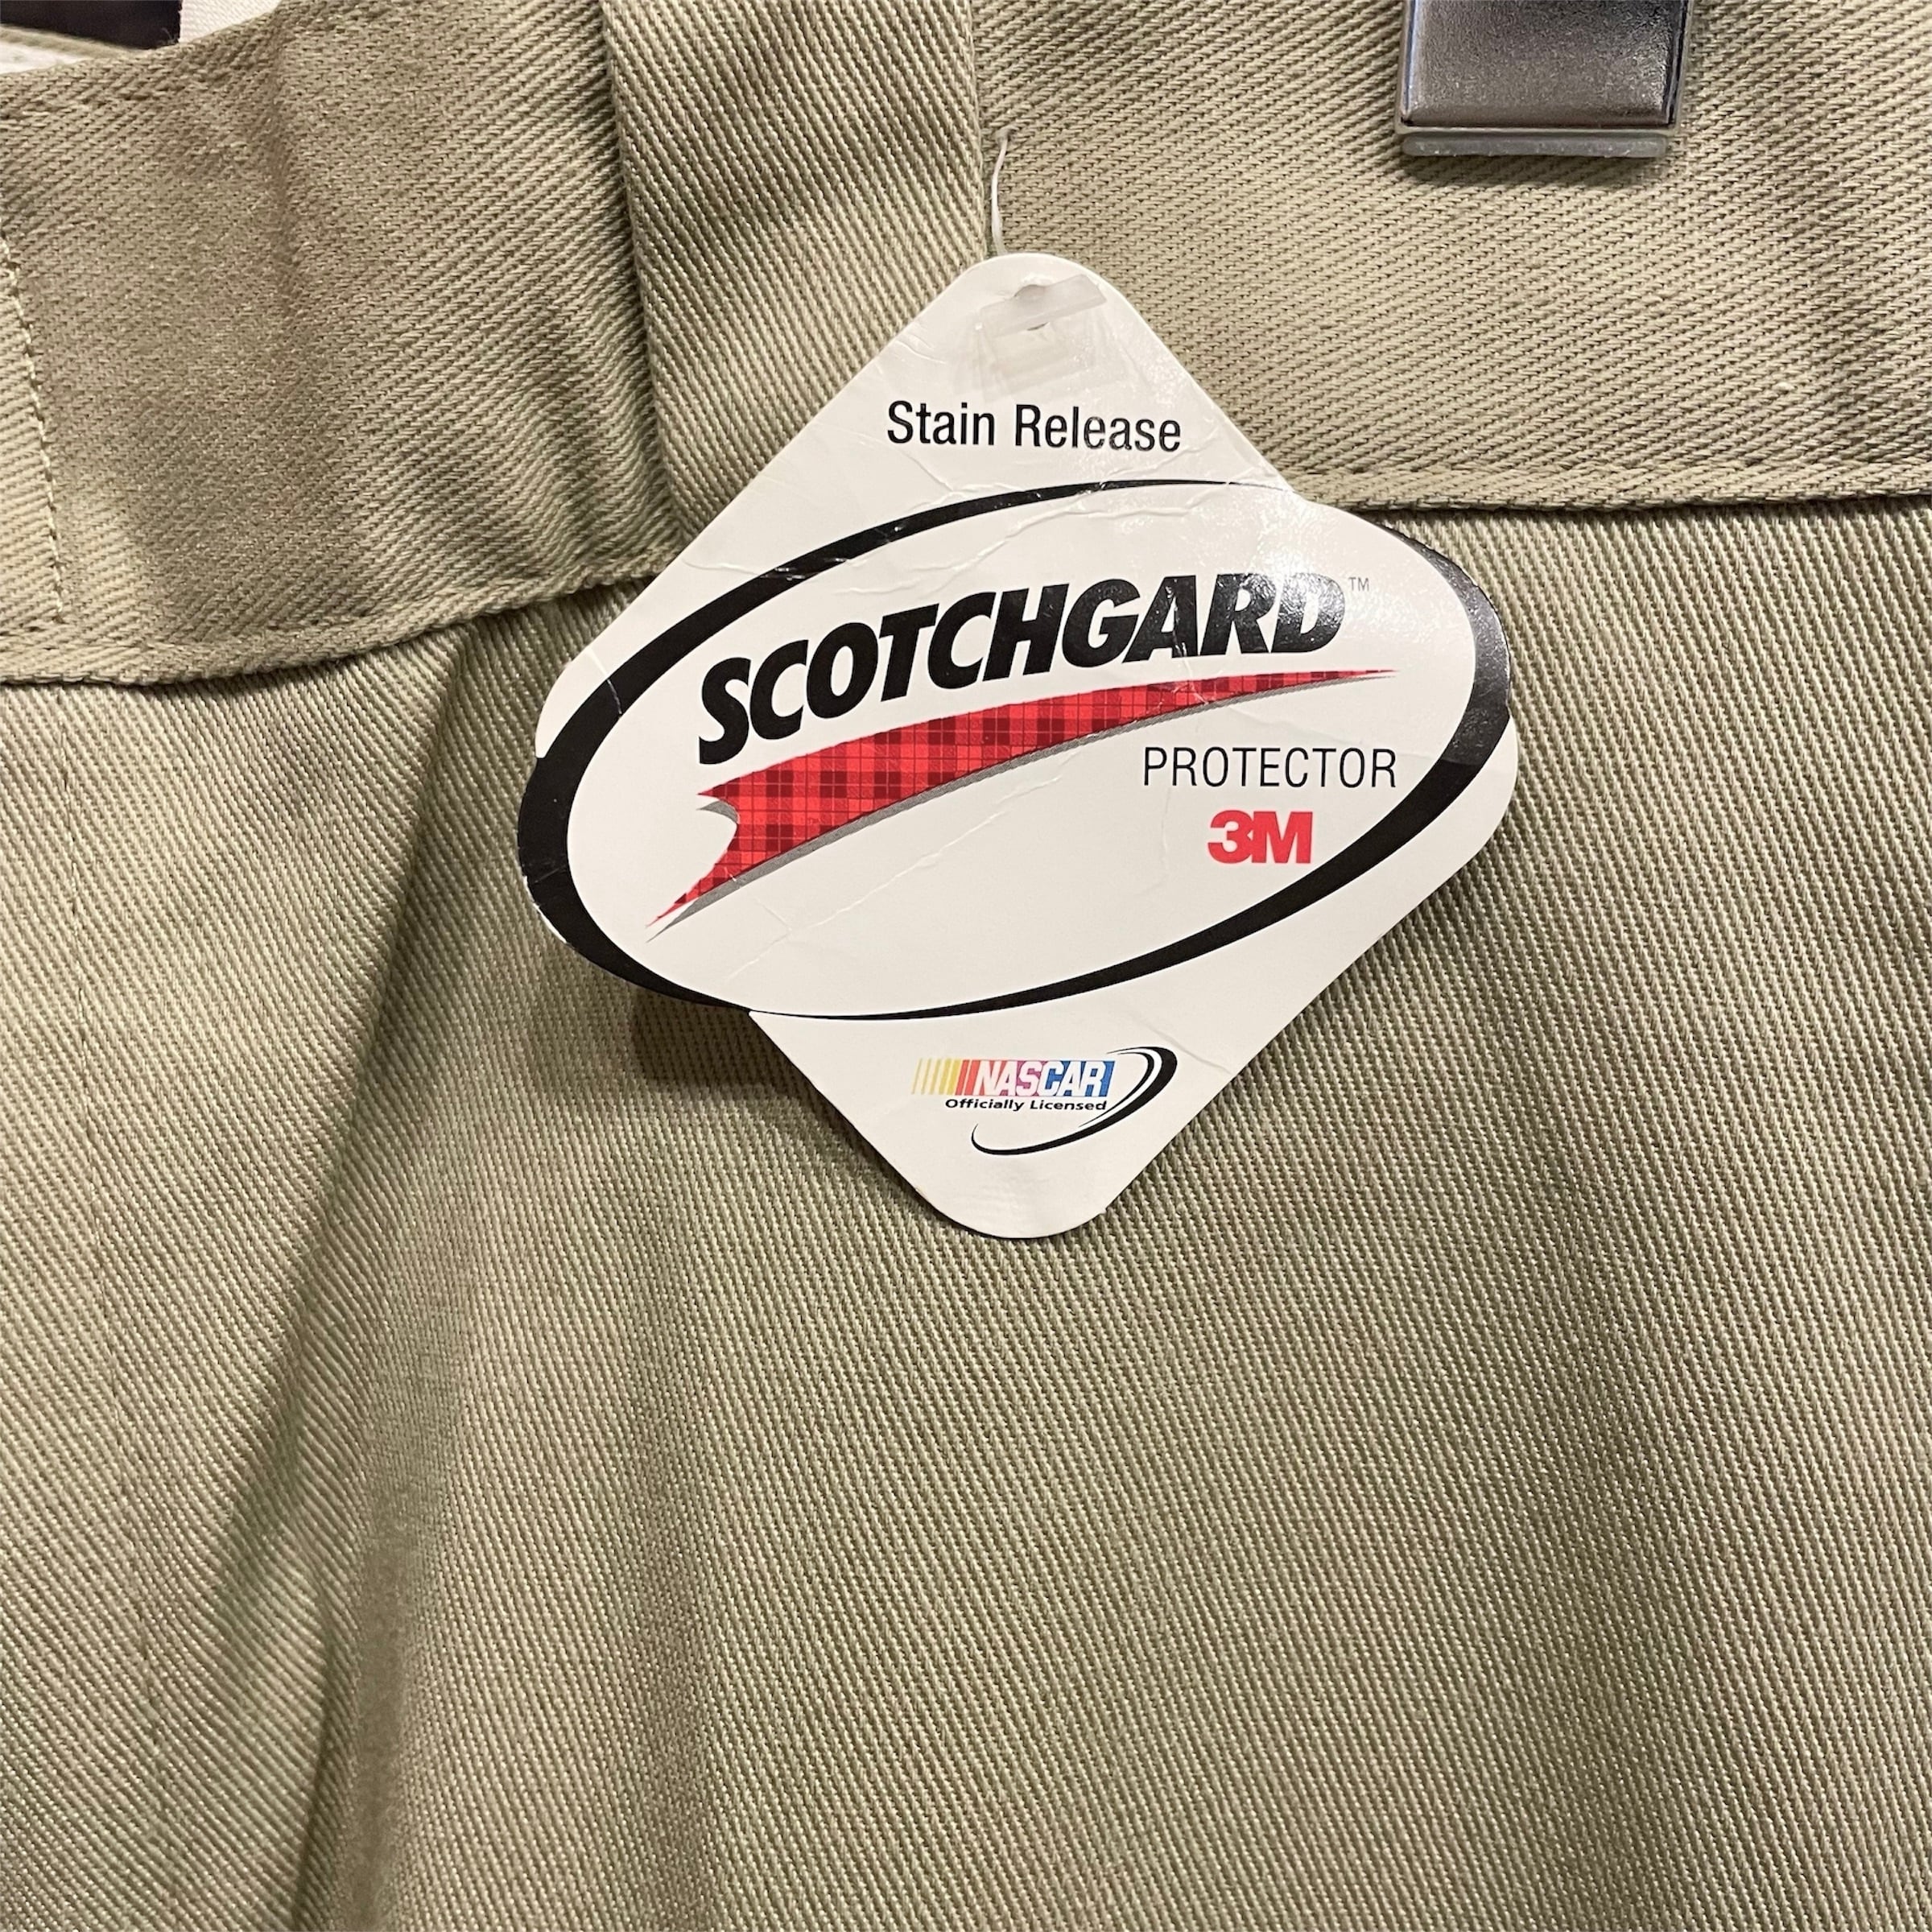 Stain Release
SCOTCHGARD™
PROTECTOR
3M
NASCAR
Officially Licensed